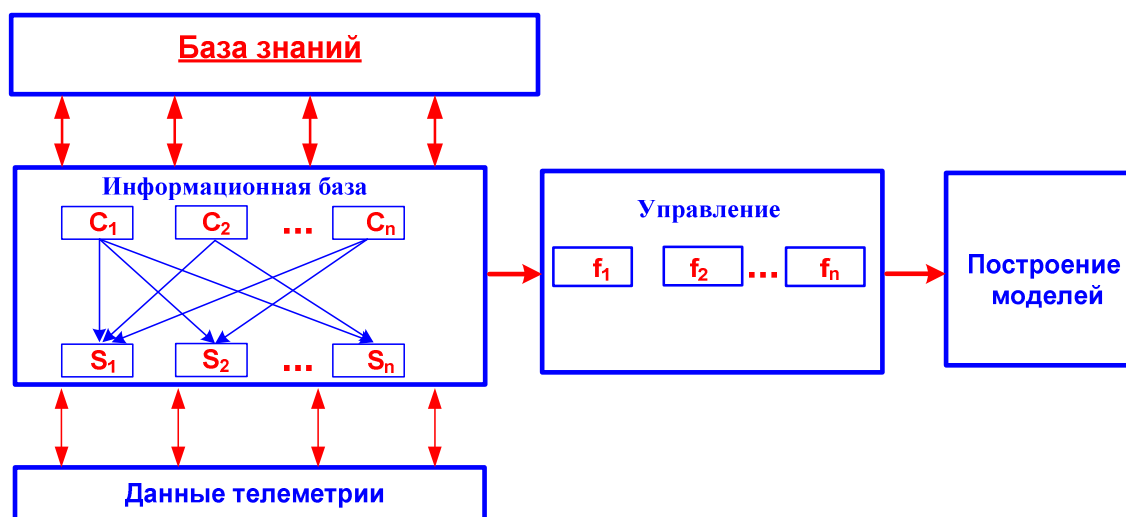 База знаний
Информационная база
C1 C2 ... Cn
S1 S2 ... Sn
Управление
f1 f2 ... fn
Построение
моделей
Данные телеметрии